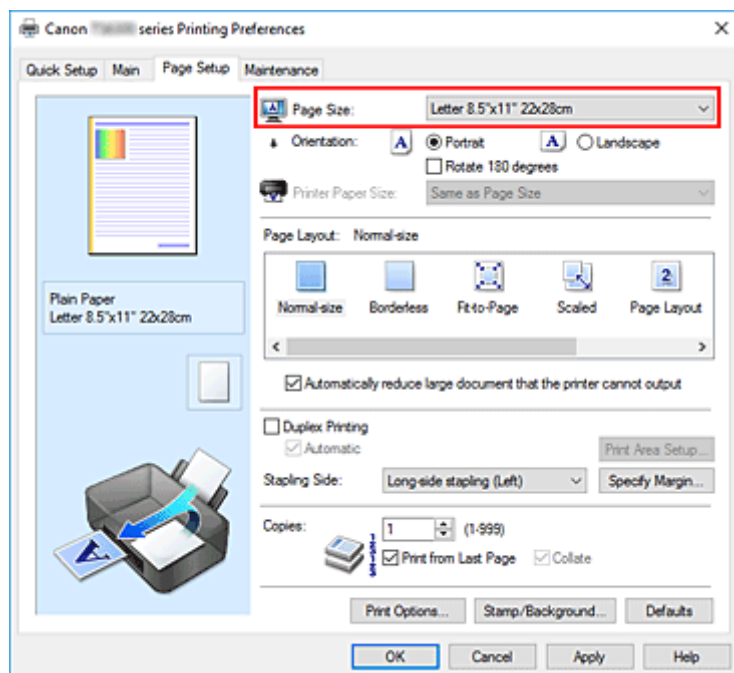 Canon series Printing Preferences
Quick Setup Main Page Setup Maintenance
Page Size: Letter 8.5"x11" 22x28cm
Orientation: A Portrait A Landscape
Rotate 180 degrees
Printer Paper Size: Same as Page Size
Page Layout: Normal-size
2
Normal-size Borderless Fit-to-Page Scaled Page Layout
Plain Paper
Letter 8.5"x11" 22x28cm
Automatically reduce large document that the printer cannot output
Duplex Printing
Automatic Print Area Setup...
Stapling Side: Long-side stapling (Left) Specify Margin...
Copies: 1 (1-999)
Print from Last Page Collate
A
Print Options... Stamp/Background... Defaults
OK Cancel Apply Help